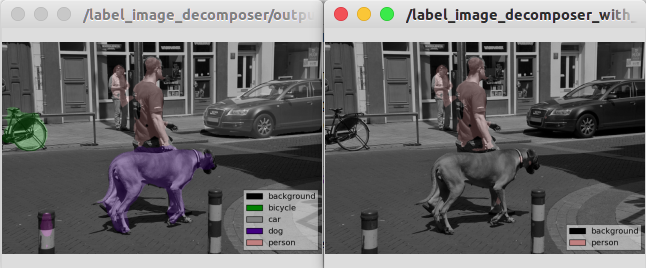 /label_image_decomposer/outpu
/label_image_decomposer_with_
background
bicycle
car
dog
person
background
person